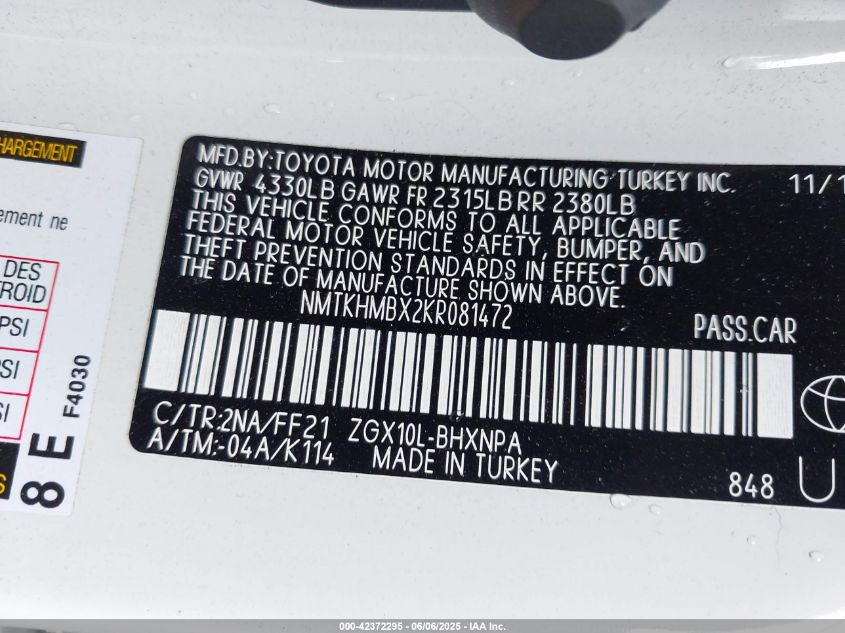 HARGEMENT
ement ne
DES
TROID
PSI
PSI
SI
S
8 E
F4030
MFD.BY:TOYOTA MOTOR MANUFACTURING TURKEY INC. 11/1
GVWR 4330LB GAWR FR 2315LB RR 2380LB
THIS VEHICLE CONFORMS TO ALL APPLICABLE
FEDERAL MOTOR VEHICLE SAFETY, BUMPER, AND
THEFT PREVENTION STANDARDS IN EFFECT ON
THE DATE OF MANUFACTURE SHOWN ABOVE.
NMTKHMBX2KR081472
PASS.CAR
C/TR:2NA/FF21 ZGX10L-BHXNPA
A/TM:-04A/K114 MADE IN TURKEY
848 U
000-42372295 - 06/06/2025 - IAA Inc.